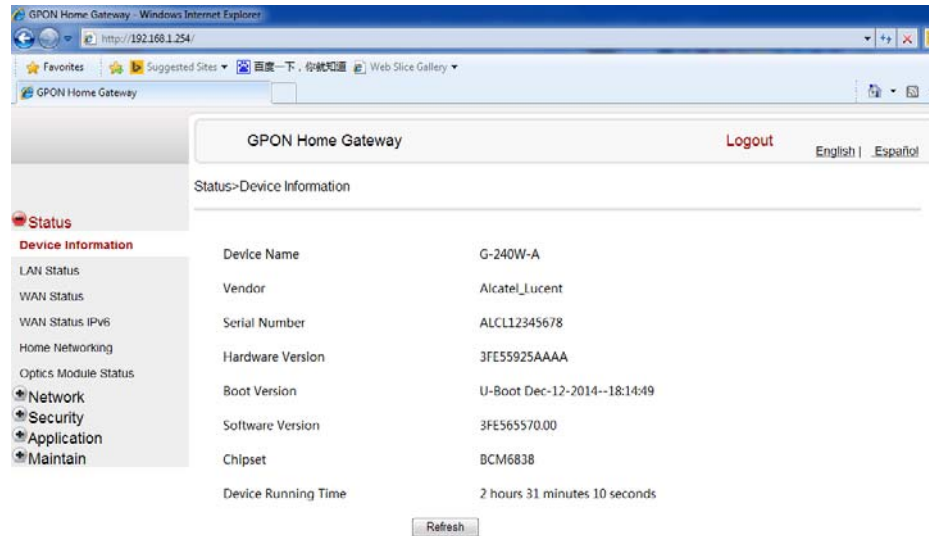 GPON Home Gateway - Windows Internet Explorer
http://192.168.1.254/
Favorites Suggested Sites 百度一下，你就知道 Web Slice Gallery
GPON Home Gateway
GPON Home Gateway Logout English | Español
Status>Device Information
Status
Device Information
LAN Status
WAN Status
WAN Status IPv6
Home Networking
Optics Module Status
Network
Security
Application
Maintain
Device Name G-240W-A
Vendor Alcatel_Lucent
Serial Number ALCL12345678
Hardware Version 3FE55925AAAA
Boot Version U-Boot Dec-12-2014--18:14:49
Software Version 3FE565570.00
Chipset BCM6838
Device Running Time 2 hours 31 minutes 10 seconds
Refresh